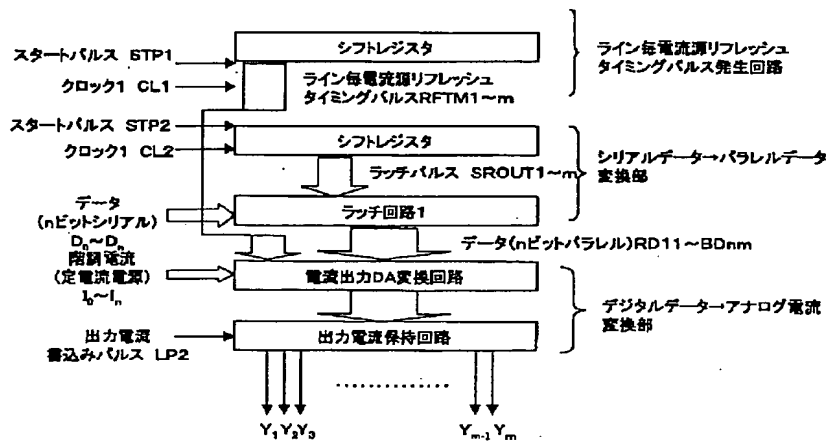 シフトレジスタ
スタートパルス STP1
クロック1 CL1
ライン毎電流源リフレッシュ
タイミングパルスRFTM1～m
ライン毎電流源リフレッシュ
タイミングパルス発生回路
スタートパルス STP2
クロック1 CL2
シフトレジスタ
ラッチパルス SROUT1～m
シリアルデータ→パラレルデータ
変換部
データ
(nビットシリアル)
Dn～Dn
ラッチ回路1
データ(nビットパラレル)RD11～BDnm
階調電流
(定電流電源)
I0～In
電流出力DA変換回路
デジタルデータ→アナログ電流
変換部
出力電流
書込みパルス LP2
出力電流保持回路
Y1 Y2 Y3
Ym-1 Ym